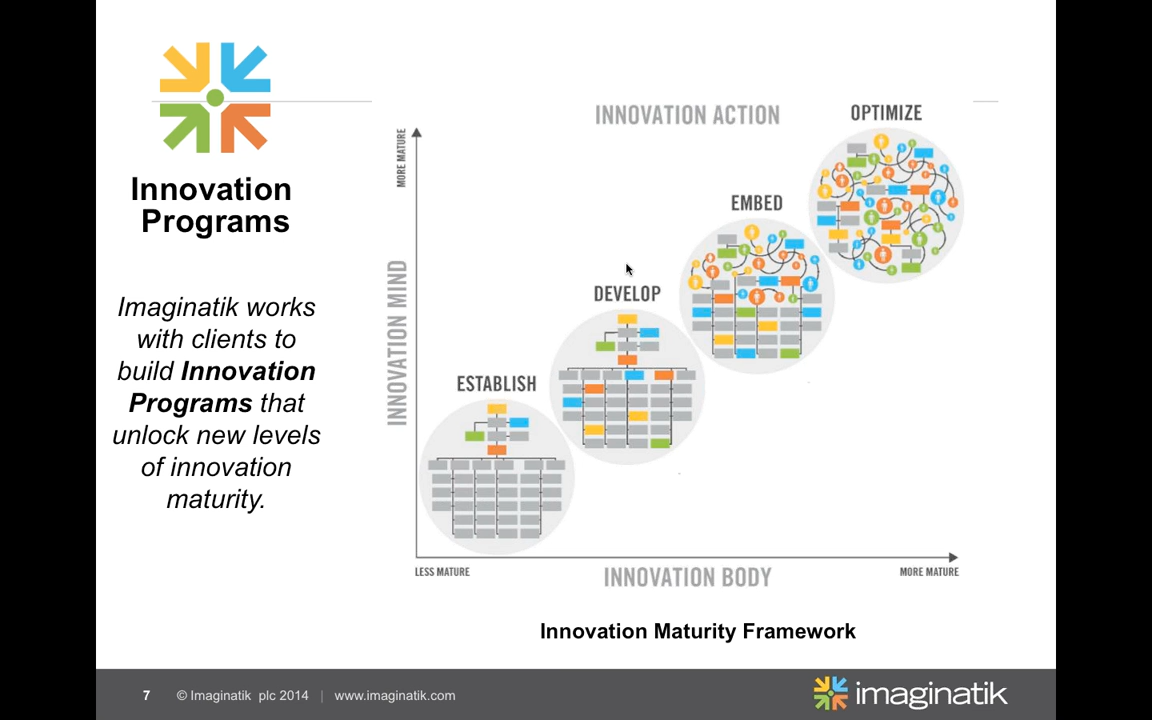 Innovation
Programs
Imaginatik works
with clients to
build Innovation
Programs that
unlock new levels
of innovation
maturity.
INNOVATION ACTION
OPTIMIZE
EMBED
DEVELOP
ESTABLISH
MORE MATURE
INNOVATION MIND
LESS MATURE
INNOVATION BODY
MORE MATURE
Innovation Maturity Framework
7 © Imaginatik plc 2014 | www.imaginatik.com
imaginatik